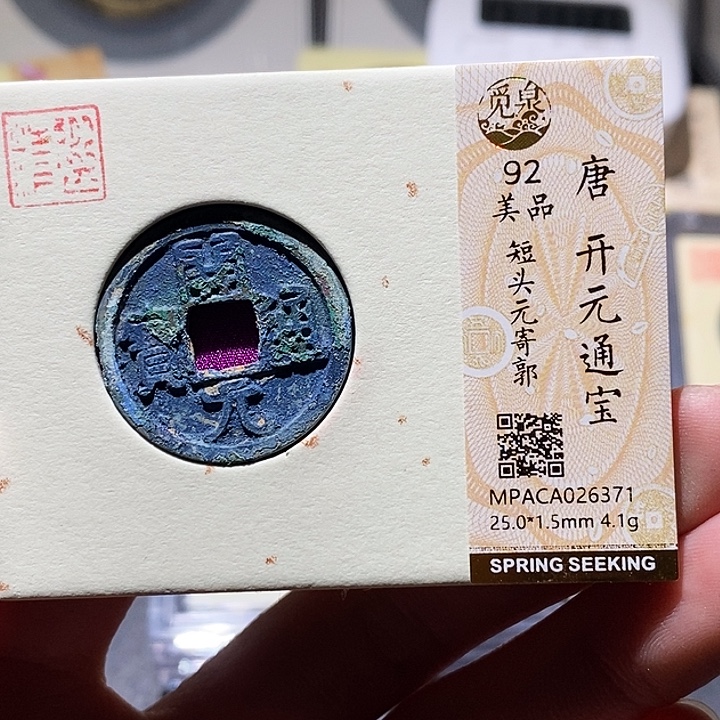 觅泉
唐 开元通宝
92
美品
短头元寄郭
MPACA026371
25.0*1.5mm 4.1g
SPRING SEEKING
開元通寶